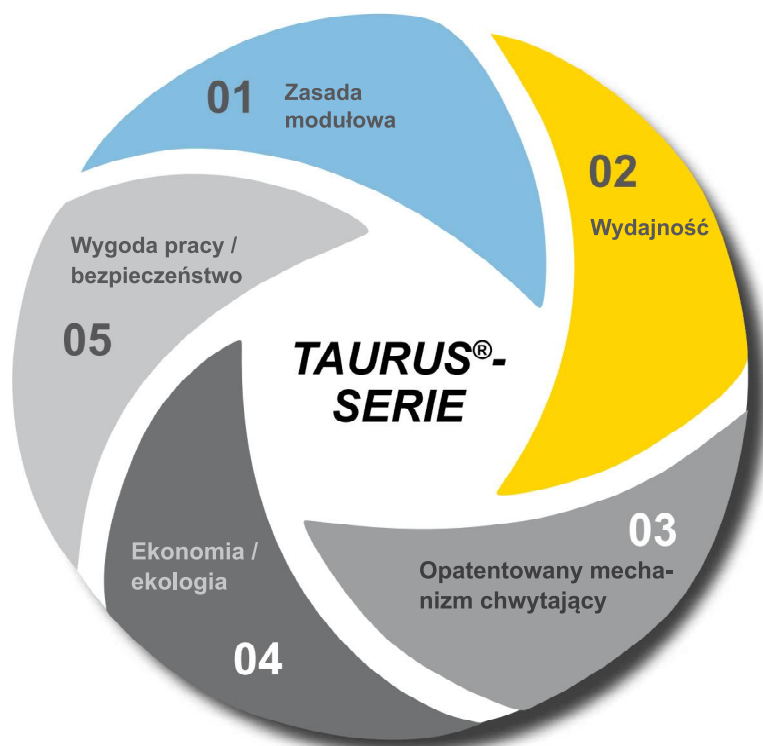 01
Zasada
modułowa
02
Wydajność
03
Opatentowany mecha-
nizm chwytający
04
Ekonomia /
ekologia
05
Wygoda pracy /
bezpieczeństwo
TAURUS®-
SERIE